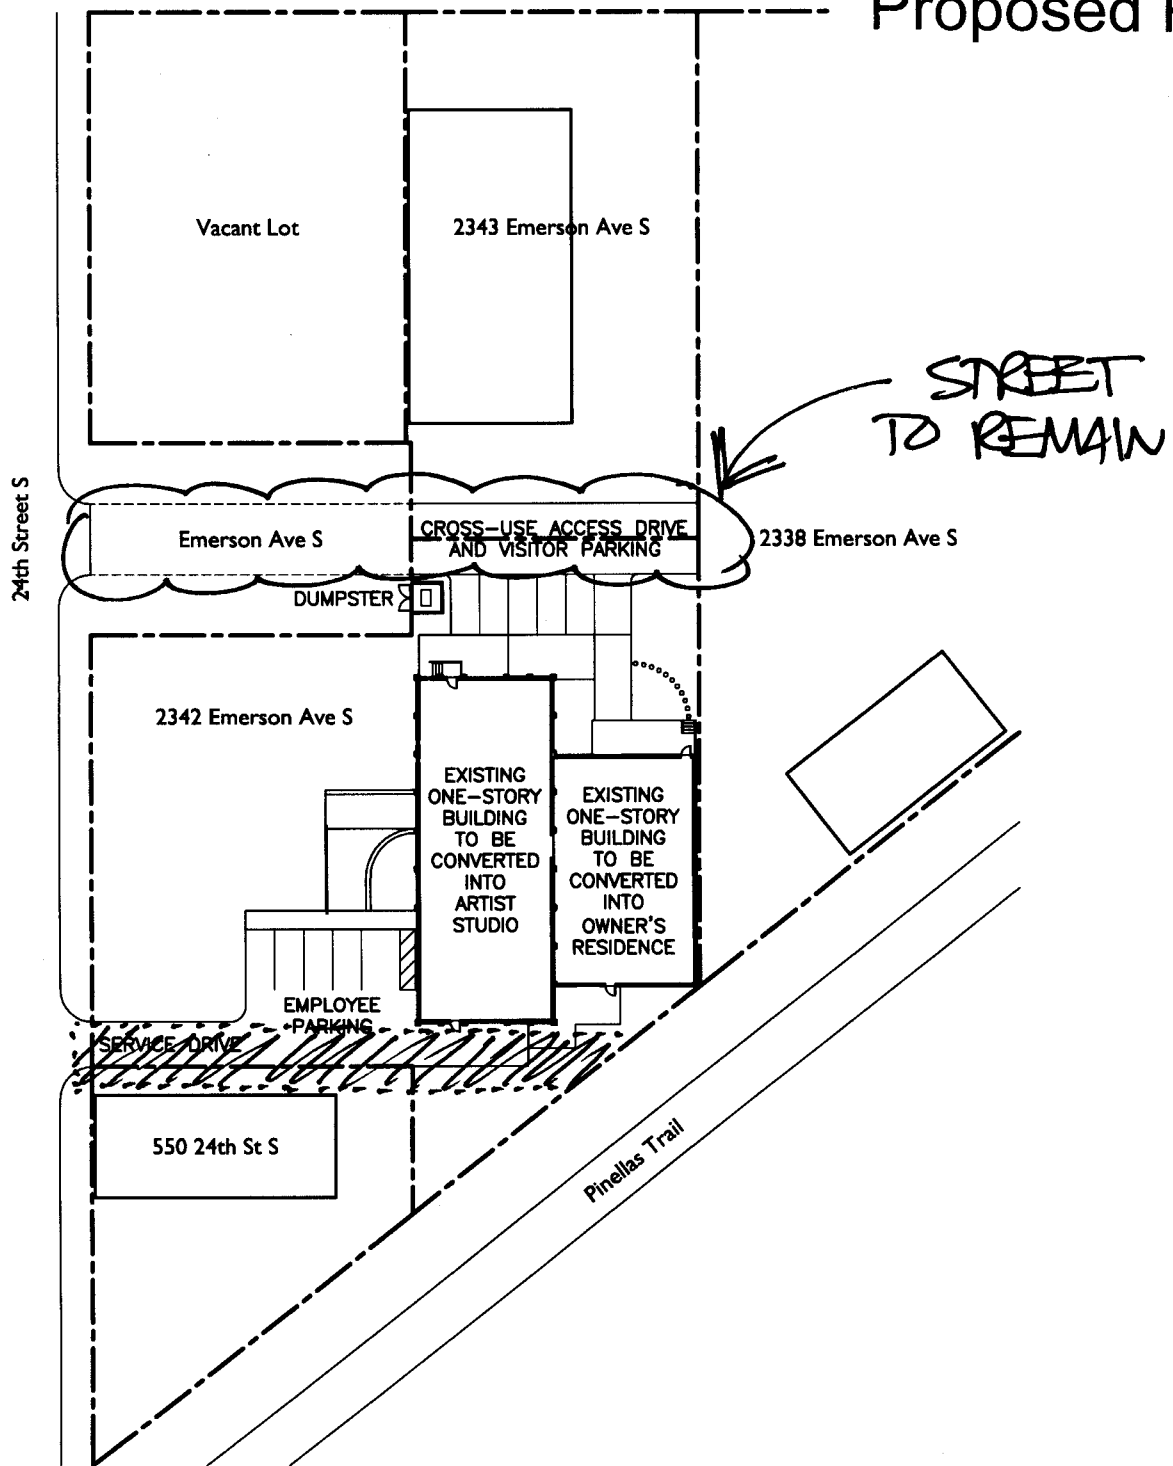 Proposed
Vacant Lot
2343 Emerson Ave S
STREET
TO REMAIN
24th Street S
Emerson Ave S
CROSS-USE ACCESS DRIVE
AND VISITOR PARKING
2338 Emerson Ave S
DUMPSTER
2342 Emerson Ave S
EXISTING
ONE-STORY
BUILDING
TO BE
CONVERTED
INTO
ARTIST
STUDIO
EXISTING
ONE-STORY
BUILDING
TO BE
CONVERTED
INTO
OWNER'S
RESIDENCE
EMPLOYEE
PARKING
SERVICE DRIVE
550 24th St S
Pinellas Trail